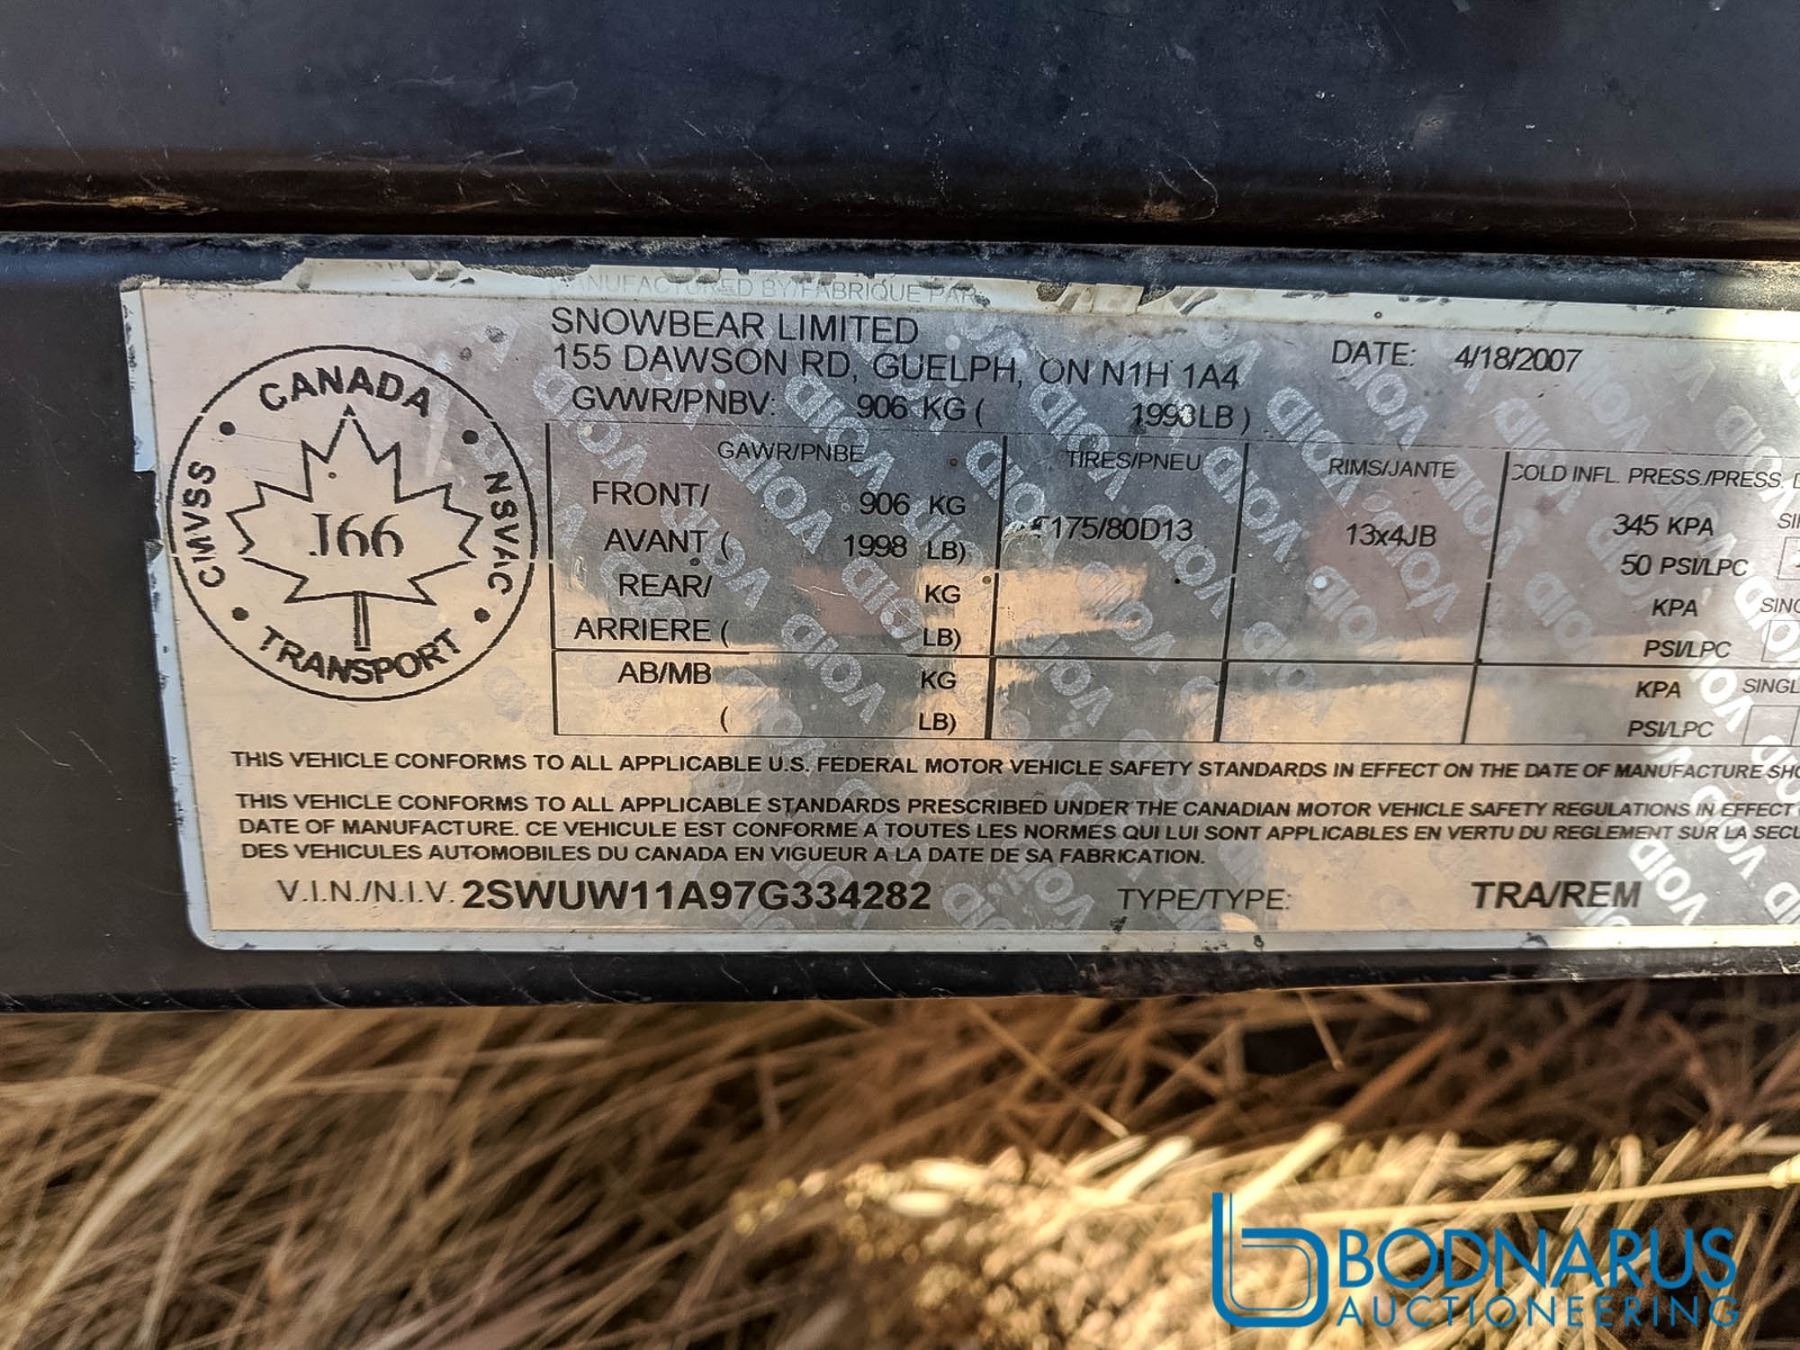 MANUFACTURED BY/FABRIQUE PAR
SNOWBEAR LIMITED
155 DAWSON RD, GUELPH, ON N1H 1A4
DATE: 4/18/2007
GVWR/PNBV: 906 KG ( 1998LB )
GAWR/PNBE TIRES/PNEU RIMS/JANTE COLD INFL. PRESS./PRESS.
FRONT/ 906 KG 175/80D13 13x4JB 345 KPA
AVANT ( 1998 LB) 50 PSI/LPC
REAR/ KG KPA
ARRIERE ( LB) PSI/LPC
AB/MB KG KPA SINGL
( LB) PSI/LPC
CANADA
CMVSS
NSVAC
J66
TRANSPORT
THIS VEHICLE CONFORMS TO ALL APPLICABLE U.S. FEDERAL MOTOR VEHICLE SAFETY STANDARDS IN EFFECT ON THE DATE OF MANUFACTURE SHO
THIS VEHICLE CONFORMS TO ALL APPLICABLE STANDARDS PRESCRIBED UNDER THE CANADIAN MOTOR VEHICLE SAFETY REGULATIONS IN EFFECT
DATE OF MANUFACTURE. CE VEHICULE EST CONFORME A TOUTES LES NORMES QUI LUI SONT APPLICABLES EN VERTU DU REGLEMENT SUR LA SECU
DES VEHICULES AUTOMOBILES DU CANADA EN VIGUEUR A LA DATE DE SA FABRICATION.
V.I.N./N.I.V. 2SWUW11A97G334282 TYPE/TYPE: TRA/REM
BODNARUS
AUCTIONEERING